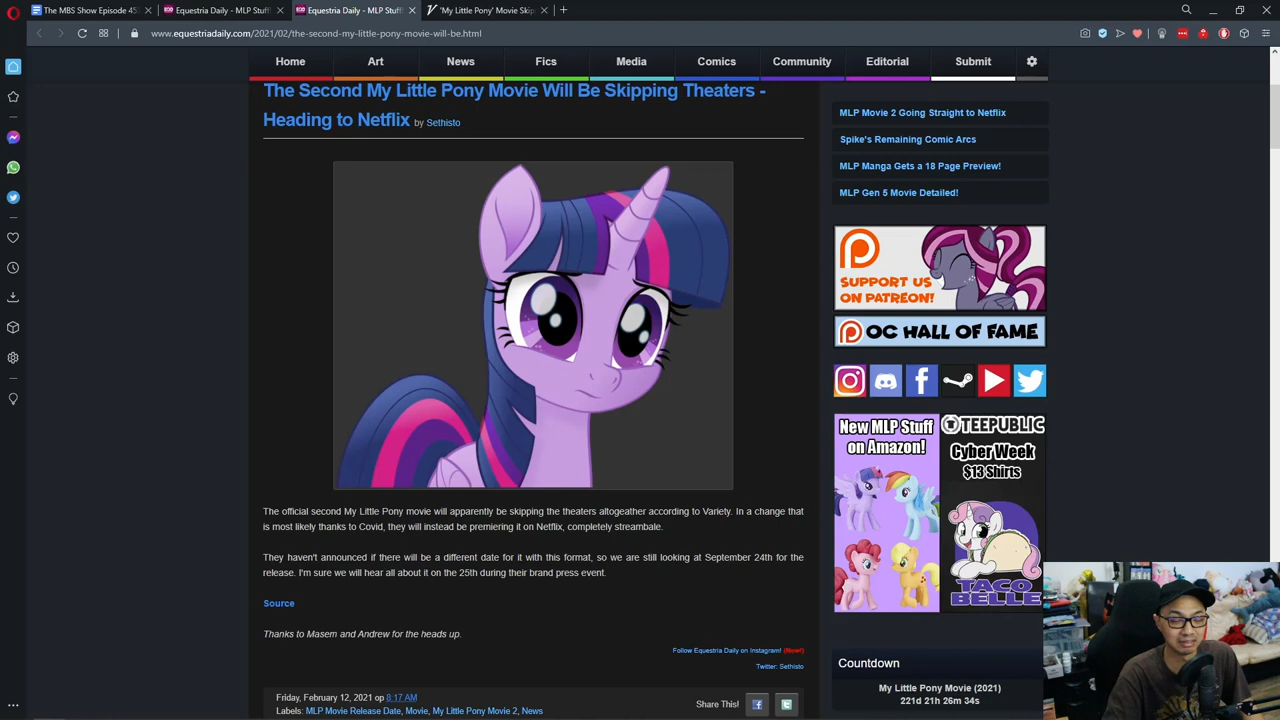 The MBS Show Episode 45
Equestria Daily - MLP Stuff!
Equestria Daily - MLP Stuff!
'My Little Pony' Movie Skip
www.equestriadaily.com/2021/02/the-second-my-little-pony-movie-will-be.html
Home Art News Fics Media Comics Community Editorial Submit
The Second My Little Pony Movie Will Be Skipping Theaters -
Heading to Netflix by Sethisto
MLP Movie 2 Going Straight to Netflix
Spike's Remaining Comic Arcs
MLP Manga Gets a 18 Page Preview!
MLP Gen 5 Movie Detailed!
SUPPORT US
ON PATREON!
OC HALL OF FAME
New MLP Stuff
on Amazon!
TEEPUBLIC
Cyber Week
$13 Shirts
TACO
BELLE
The official second My Little Pony movie will apparently be skipping the theaters altogeather according to Variety. In a change that
is most likely thanks to Covid, they will instead be premiering it on Netflix, completely streambale.
They haven't announced if there will be a different date for it with this format, so we are still looking at September 24th for the
release. I'm sure we will hear all about it on the 25th during their brand press event.
Source
Thanks to Masem and Andrew for the heads up.
Follow Equestria Daily on Instagram! (New!)
Twitter: Sethisto
Friday, February 12, 2021 op 8:17 AM
Labels: MLP Movie Release Date, Movie, My Little Pony Movie 2, News
Share This!
Countdown
My Little Pony Movie (2021)
221d 21h 26m 34s